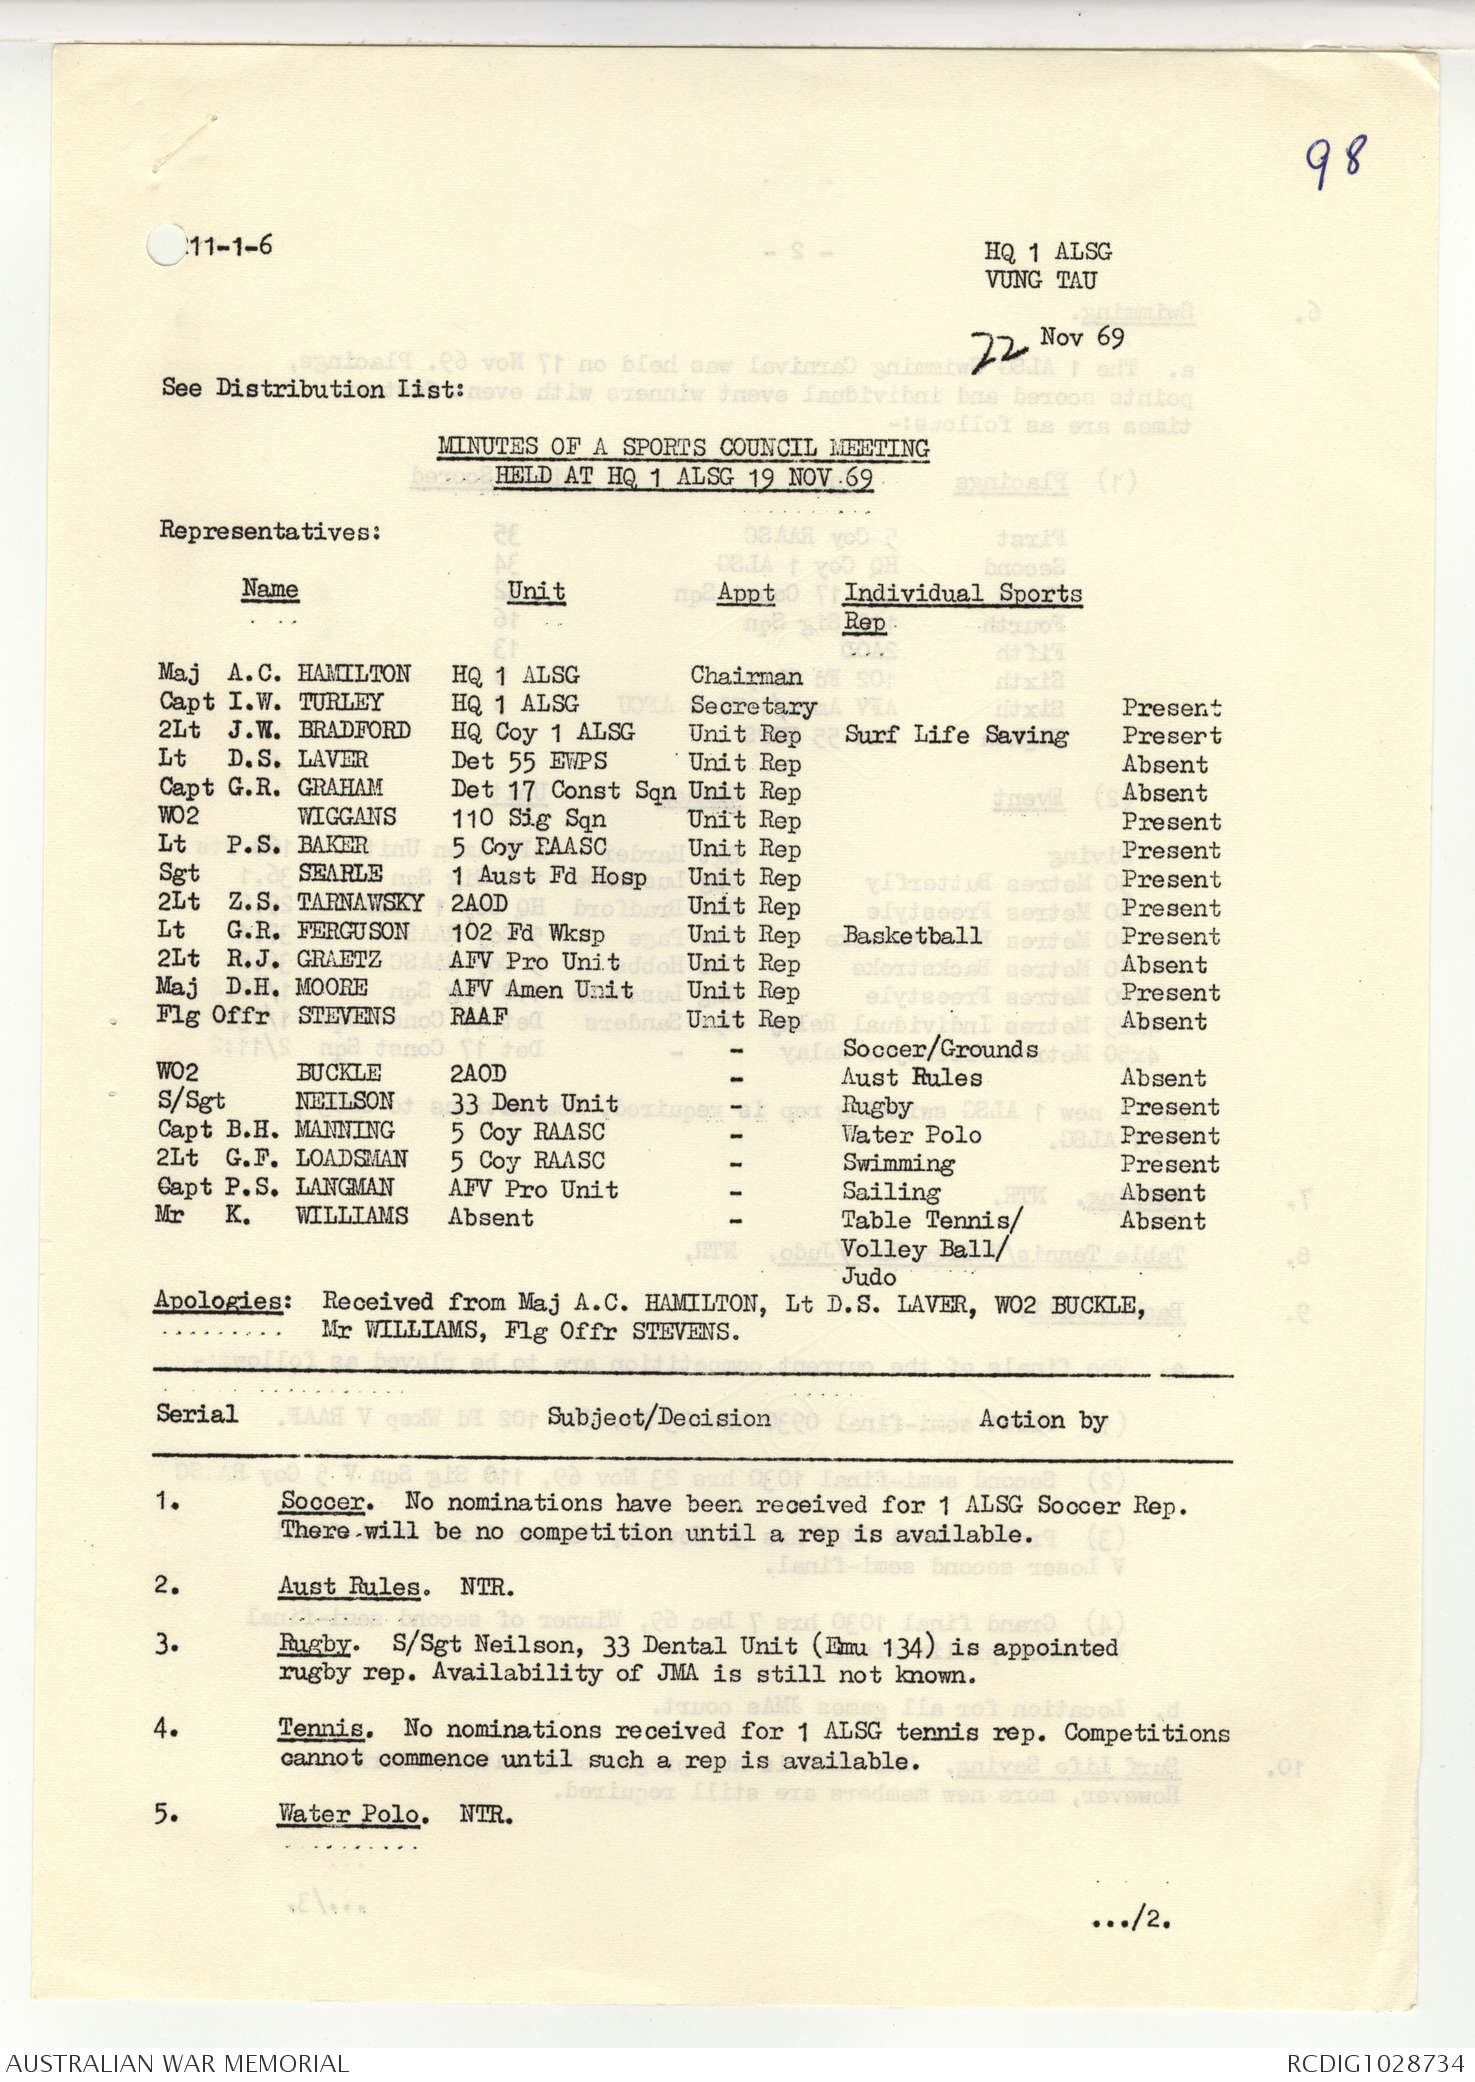 98
211-1-6
HQ 1 ALSG
VUNG TAU
22 Nov 69
See Distribution List:
MINUTES OF A SPORTS COUNCIL MEETING
HELD AT HQ 1 ALSG 19 NOV 69
Representatives:
Name Unit Appt Individual Sports
Rep
Maj A.C. HAMILTON HQ 1 ALSG Chairman
Capt I.W. TURLEY HQ 1 ALSG Secretary Present
2Lt J.W. BRADFORD HQ Coy 1 ALSG Unit Rep Surf Life Saving Present
Lt D.S. LAVER Det 55 EWPS Unit Rep Absent
Capt G.R. GRAHAM Det 17 Const Sqn Unit Rep Absent
WO2 WIGGANS 110 Sig Sqn Unit Rep Present
Lt P.S. BAKER 5 Coy RAASC Unit Rep Present
Sgt SEARLE 1 Aust Fd Hosp Unit Rep Present
2Lt Z.S. TARNAWSKY 2AOD Unit Rep Present
Lt G.R. FERGUSON 102 Fd Wksp Unit Rep Basketball Present
2Lt R.J. GRAETZ AFV Pro Unit Unit Rep Absent
Maj D.H. MOORE AFV Amen Unit Unit Rep Present
Flg Offr STEVENS RAAF Unit Rep Absent
- Soccer/Grounds
WO2 BUCKLE 2AOD - Aust Rules Absent
S/Sgt NEILSON 33 Dent Unit - Rugby Present
Capt B.H. MANNING 5 Coy RAASC - Water Polo Present
2Lt G.F. LOADSMAN 5 Coy RAASC - Swimming Present
Capt P.S. LANGMAN AFV Pro Unit - Sailing Absent
Mr K. WILLIAMS Absent - Table Tennis/ Absent
Volley Ball/
Judo
Apologies: Received from Maj A.C. HAMILTON, Lt D.S. LAVER, WO2 BUCKLE,
Mr WILLIAMS, Flg Offr STEVENS.
Serial Subject/Decision Action by
1. Soccer. No nominations have been received for 1 ALSG Soccer Rep.
There will be no competition until a rep is available.
2. Aust Rules. NTR.
3. Rugby. S/Sgt Neilson, 33 Dental Unit (Emu 134) is appointed
rugby rep. Availability of JMA is still not known.
4. Tennis. No nominations received for 1 ALSG tennis rep. Competitions
cannot commence until such a rep is available.
5. Water Polo. NTR.
.../2.
AUSTRALIAN WAR MEMORIAL
RCDIG1028734